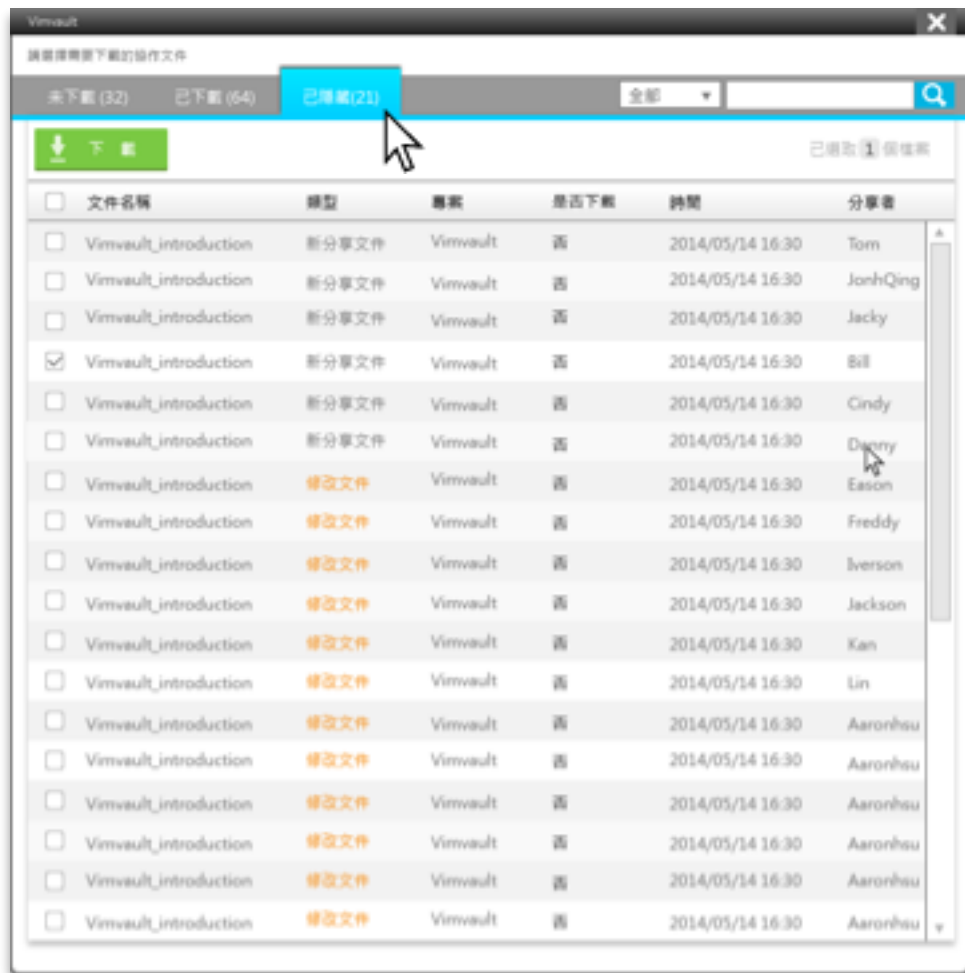 Vimvault
請選擇需要下載的協作文件
未下載 (32) 已下載 (64) 已隱藏(21) 全部
下 載 已選取 1 個檔案
文件名稱 類型 專案 是否下載 時間 分享者
Vimvault_introduction 新分享文件 Vimvault 否 2014/05/14 16:30 Tom
Vimvault_introduction 新分享文件 Vimvault 否 2014/05/14 16:30 JonhQing
Vimvault_introduction 新分享文件 Vimvault 否 2014/05/14 16:30 Jacky
Vimvault_introduction 新分享文件 Vimvault 否 2014/05/14 16:30 Bill
Vimvault_introduction 新分享文件 Vimvault 否 2014/05/14 16:30 Cindy
Vimvault_introduction 新分享文件 Vimvault 否 2014/05/14 16:30 Danny
Vimvault_introduction 修改文件 Vimvault 否 2014/05/14 16:30 Eason
Vimvault_introduction 修改文件 Vimvault 否 2014/05/14 16:30 Freddy
Vimvault_introduction 修改文件 Vimvault 否 2014/05/14 16:30 Iverson
Vimvault_introduction 修改文件 Vimvault 否 2014/05/14 16:30 Jackson
Vimvault_introduction 修改文件 Vimvault 否 2014/05/14 16:30 Kan
Vimvault_introduction 修改文件 Vimvault 否 2014/05/14 16:30 Lin
Vimvault_introduction 修改文件 Vimvault 否 2014/05/14 16:30 Aaronhsu
Vimvault_introduction 修改文件 Vimvault 否 2014/05/14 16:30 Aaronhsu
Vimvault_introduction 修改文件 Vimvault 否 2014/05/14 16:30 Aaronhsu
Vimvault_introduction 修改文件 Vimvault 否 2014/05/14 16:30 Aaronhsu
Vimvault_introduction 修改文件 Vimvault 否 2014/05/14 16:30 Aaronhsu
Vimvault_introduction 修改文件 Vimvault 否 2014/05/14 16:30 Aaronhsu